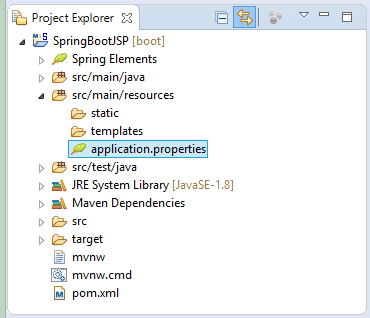 Project Explorer
SpringBootJSP [boot]
Spring Elements
src/main/java
src/main/resources
static
templates
application.properties
src/test/java
JRE System Library [JavaSE-1.8]
Maven Dependencies
src
target
mvnw
mvnw.cmd
pom.xml